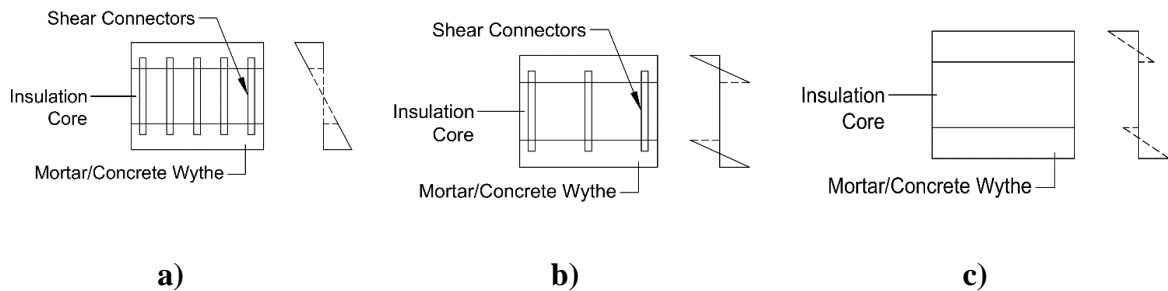 Shear Connectors
Insulation
Core
Mortar/Concrete Wythe
a)
Shear Connectors
Insulation
Core
Mortar/Concrete Wythe
b)
Insulation
Core
Mortar/Concrete Wythe
c)